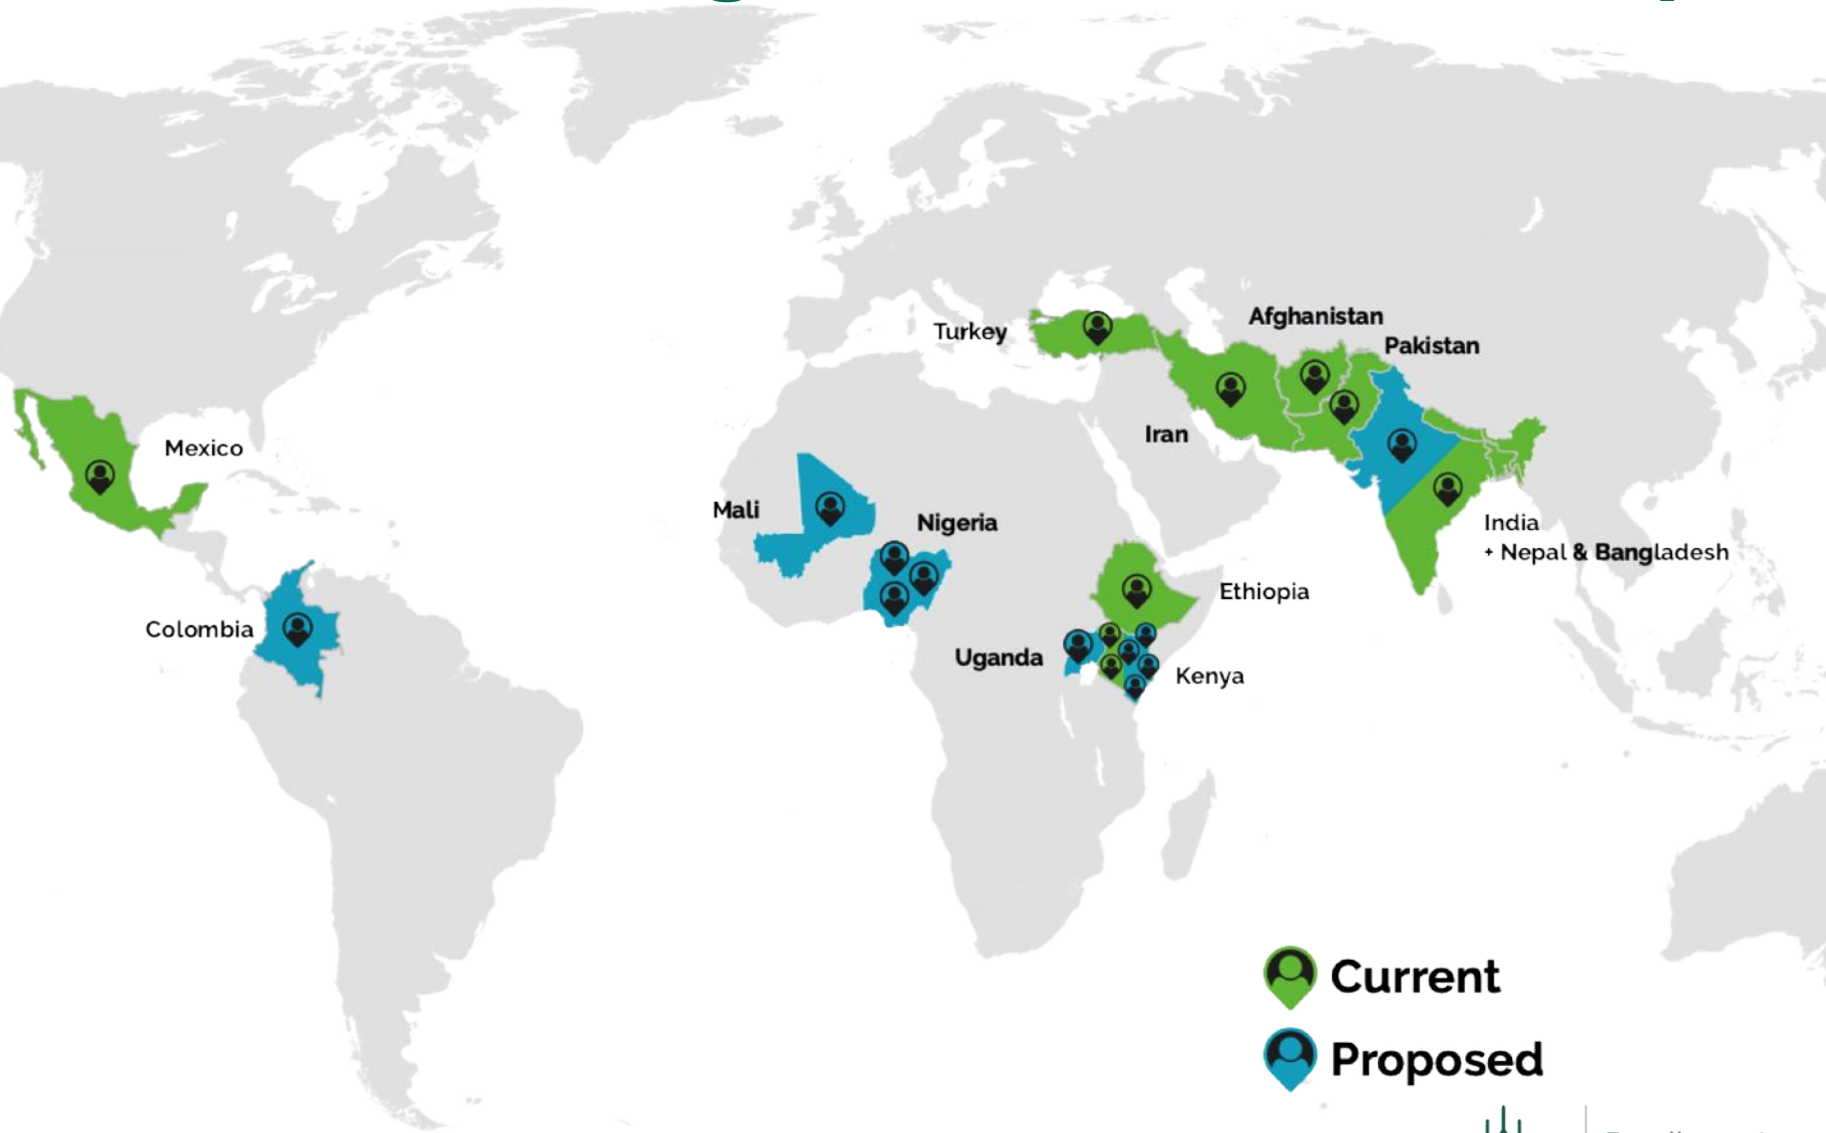 Afghanistan
Turkey
Pakistan
Iran
Mexico
Mali
Nigeria
India
+ Nepal & Bangladesh
Ethiopia
Colombia
Uganda
Kenya
Current
Proposed